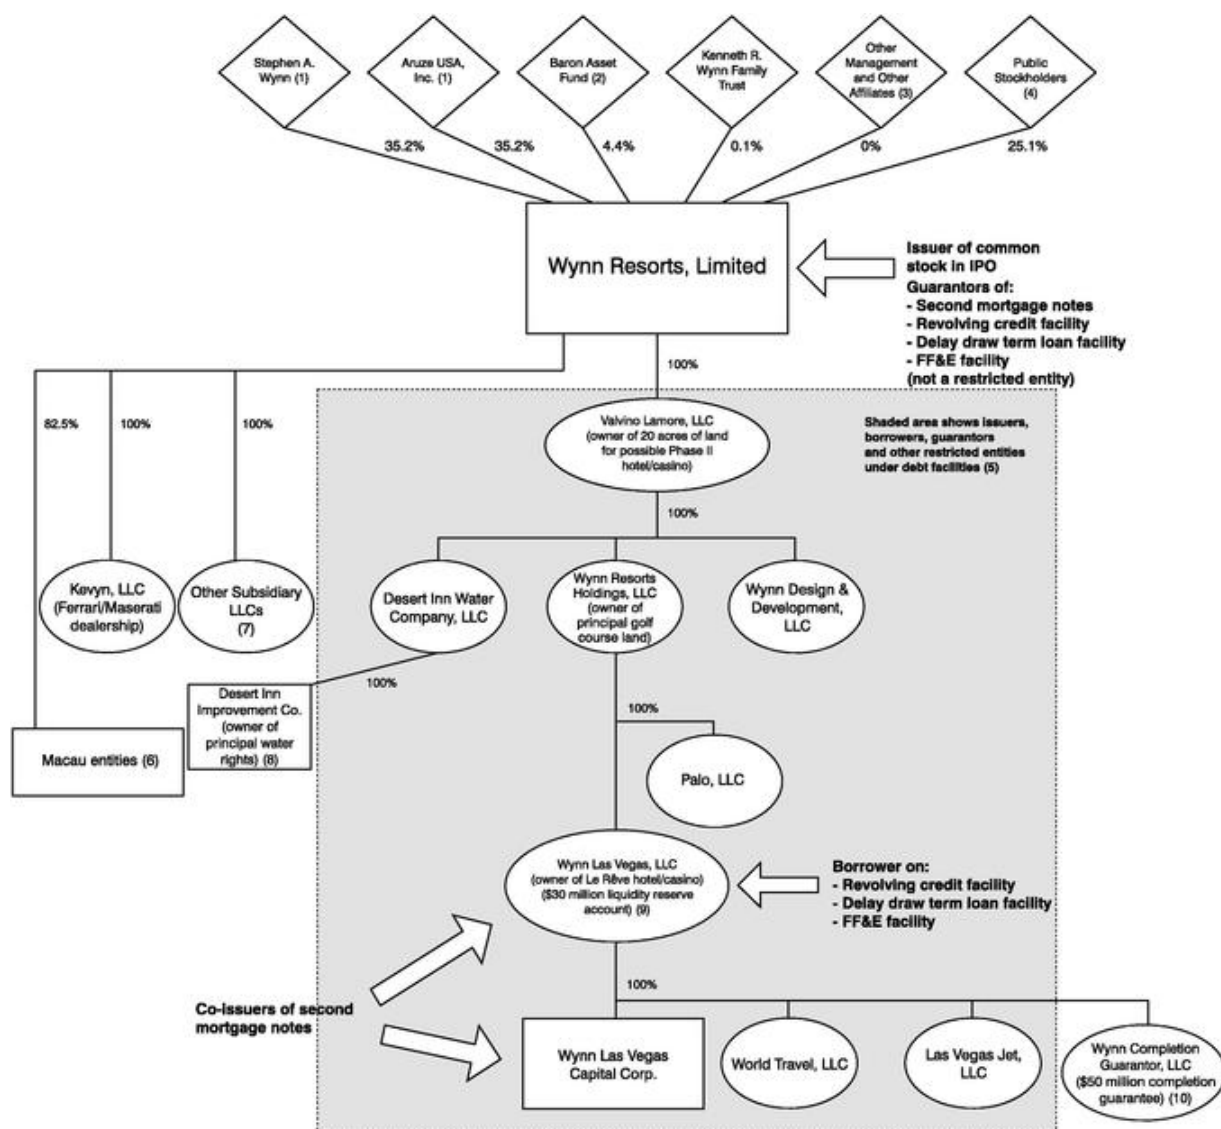 Stephen A.
Wynn (1)
Aruze USA,
Inc. (1)
Baron Asset
Fund (2)
Kenneth R.
Wynn Family
Trust
Other
Management
and Other
Affiliates (3)
Public
Stockholders
(4)
35.2%
35.2%
4.4%
0.1%
0%
25.1%
Wynn Resorts, Limited
Issuer of common
stock in IPO
Guarantors of:
- Second mortgage notes
- Revolving credit facility
- Delay draw term loan facility
- FF&E facility
(not a restricted entity)
100%
82.5%
100%
100%
Valvino Lamore, LLC
(owner of 20 acres of land
for possible Phase II
hotel/casino)
Shaded area shows issuers,
borrowers, guarantors
and other restricted entities
under debt facilities (5)
100%
Kevyn, LLC
(Ferrari/Maserati
dealership)
Other Subsidiary
LLCs
(7)
Desert Inn Water
Company, LLC
Wynn Resorts
Holdings, LLC
(owner of
principal golf
course land)
Wynn Design &
Development,
LLC
100%
Desert Inn
Improvement Co.
(owner of
principal water
rights) (8)
Macau entities (6)
100%
Palo, LLC
Wynn Las Vegas, LLC
(owner of Le Rêve hotel/casino)
($30 million liquidity reserve
account) (9)
Borrower on:
- Revolving credit facility
- Delay draw term loan facility
- FF&E facility
100%
Co-issuers of second
mortgage notes
Wynn Las Vegas
Capital Corp.
World Travel, LLC
Las Vegas Jet,
LLC
Wynn Completion
Guarantor, LLC
($50 million completion
guarantee) (10)